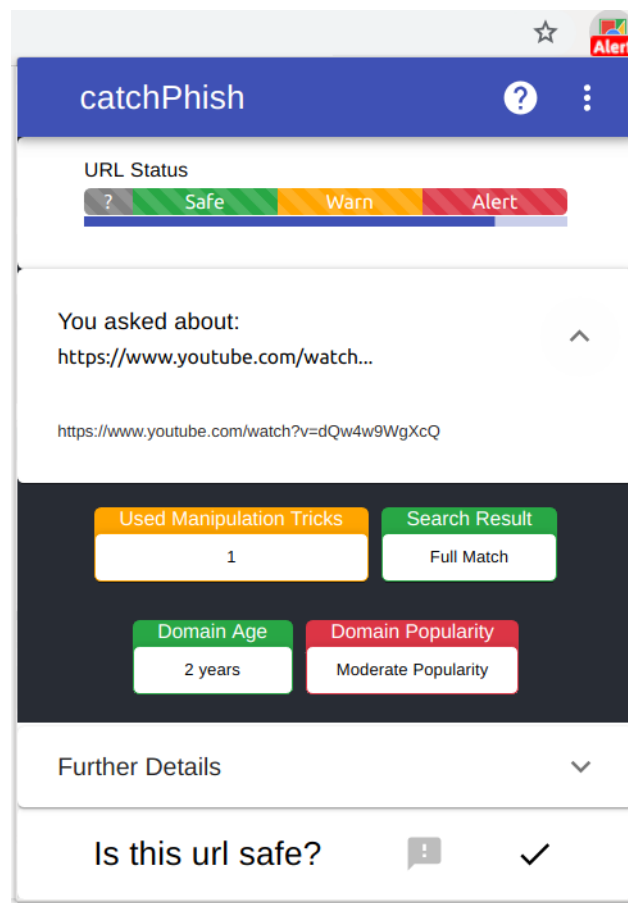 Alert
catchPhish
?
URL Status
? Safe Warn Alert
You asked about:
https://www.youtube.com/watch...
https://www.youtube.com/watch?v=dQw4w9WgXcQ
Used Manipulation Tricks
1
Search Result
Full Match
Domain Age
2 years
Domain Popularity
Moderate Popularity
Further Details
Is this url safe?